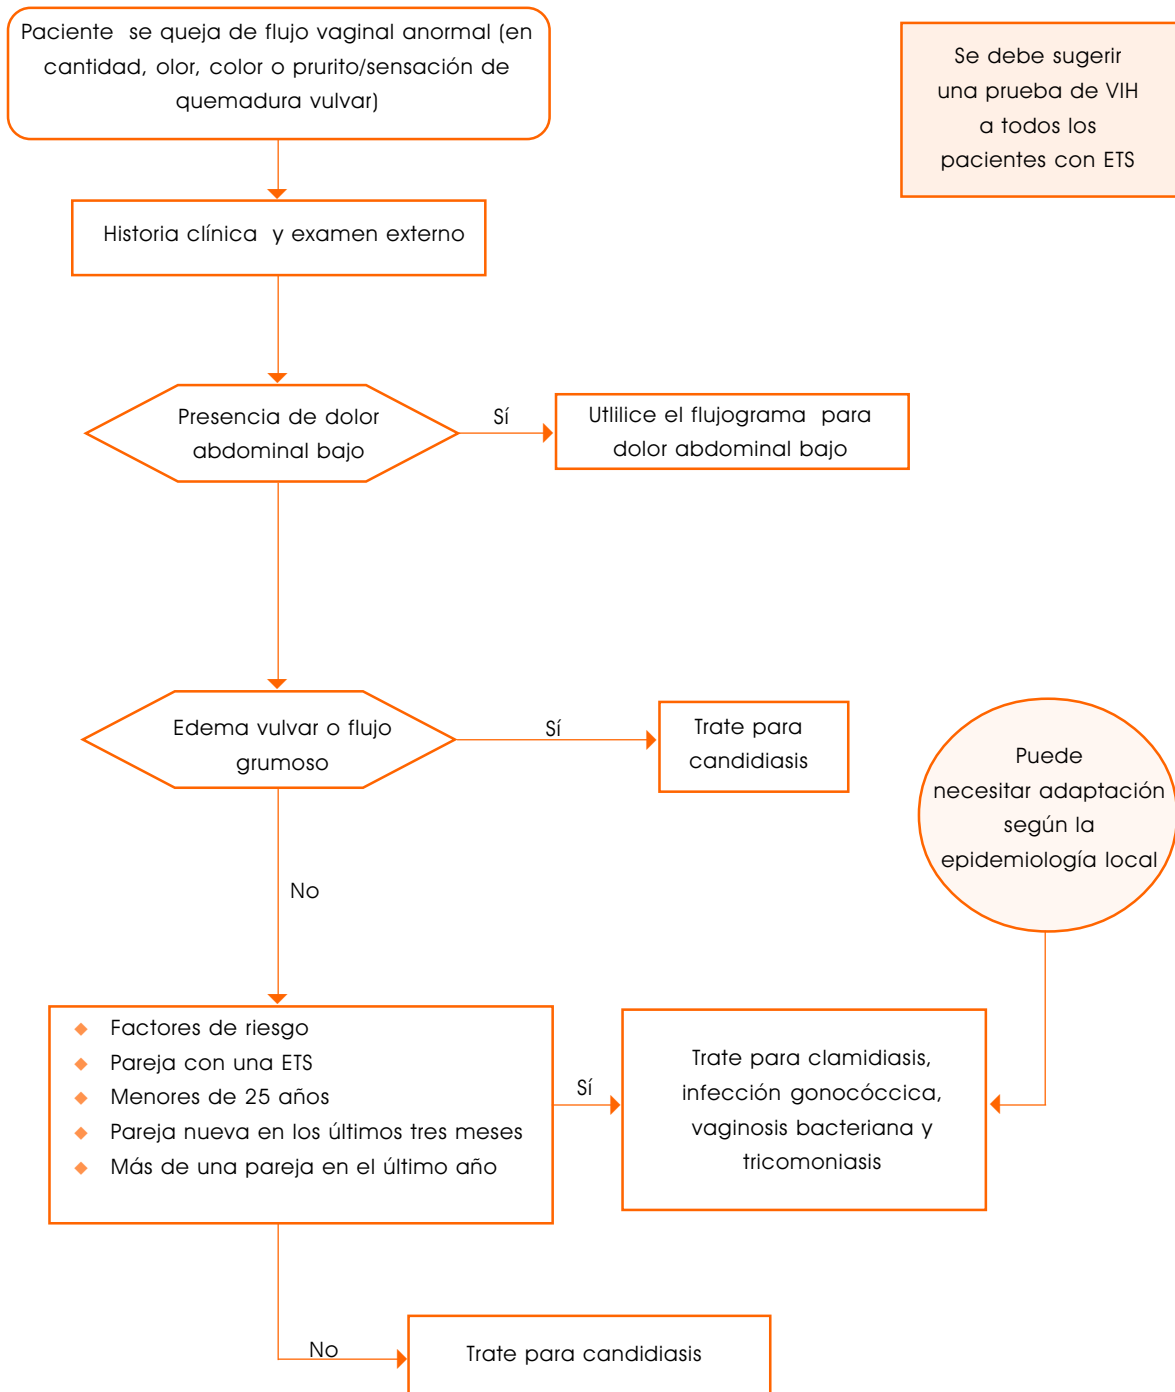 Paciente se queja de flujo vaginal anormal (en
cantidad, olor, color o prurito/sensación de
quemadura vulvar)
Se debe sugerir
una prueba de VIH
a todos los
pacientes con ETS
Historia clínica y examen externo
Presencia de dolor
abdominal bajo
Sí
Utlilice el flujograma para
dolor abdominal bajo
Edema vulvar o flujo
grumoso
Sí
Trate para
candidiasis
Puede
necesitar adaptación
según la
epidemiología local
No
Factores de riesgo
Pareja con una ETS
Menores de 25 años
Pareja nueva en los últimos tres meses
Más de una pareja en el último año
Sí
Trate para clamidiasis,
infección gonocóccica,
vaginosis bacteriana y
tricomoniasis
No
Trate para candidiasis